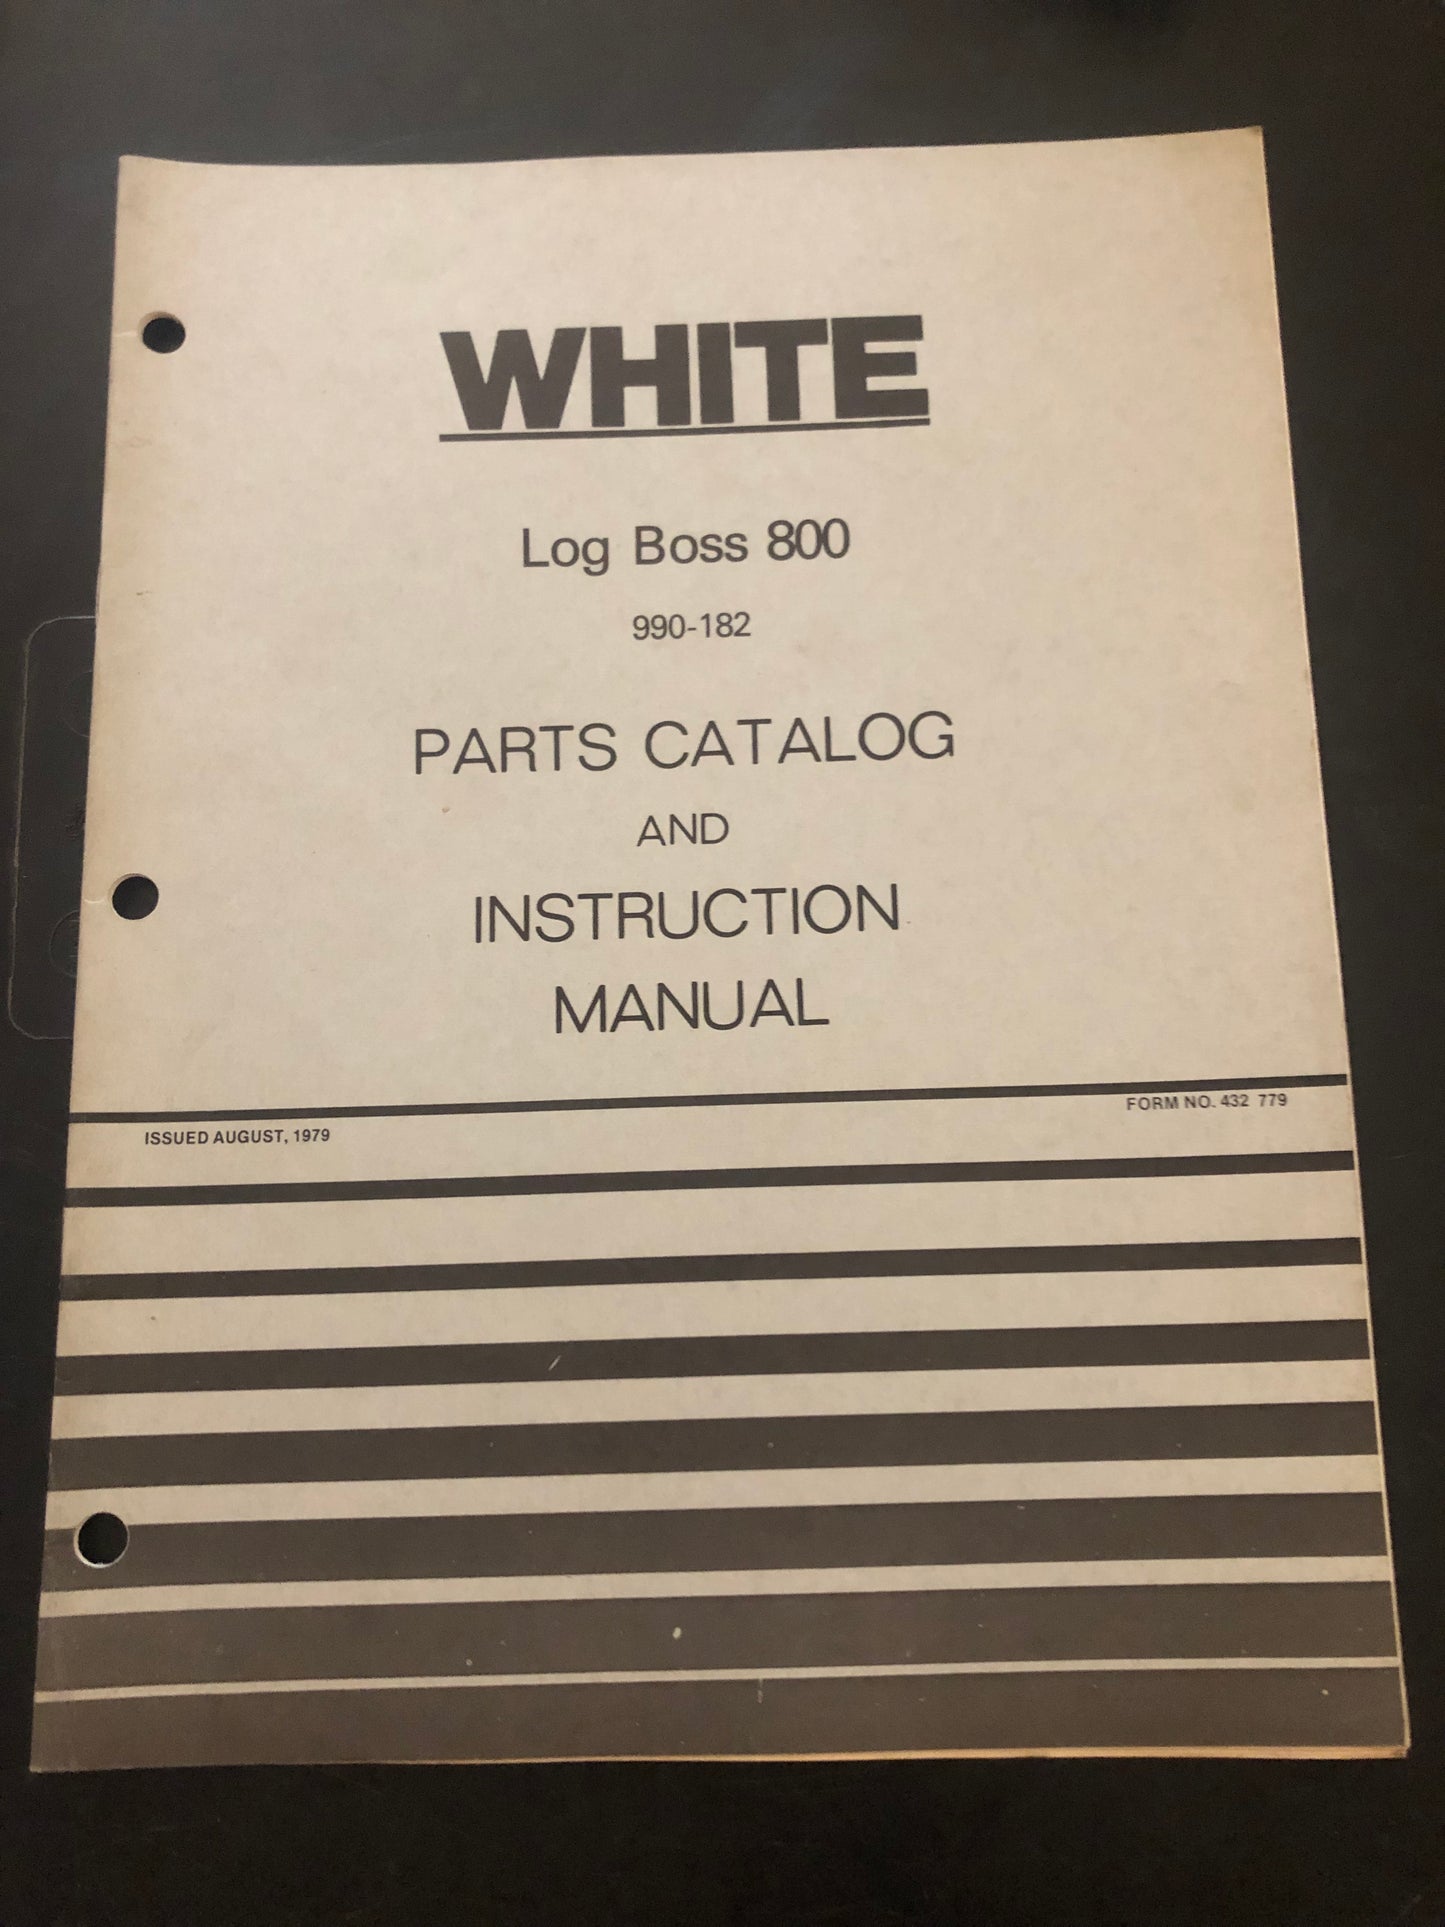 WHITE
Log Boss 800
990-182
PARTS CATALOG
AND
INSTRUCTION
MANUAL
FORM NO. 432 779
ISSUED AUGUST, 1979